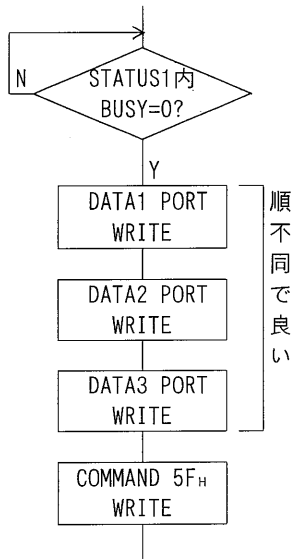 STATUS1内
BUSY=0?
N
Y
DATA1 PORT
WRITE
DATA2 PORT
WRITE
DATA3 PORT
WRITE
順不同で良い
COMMAND 5FH
WRITE